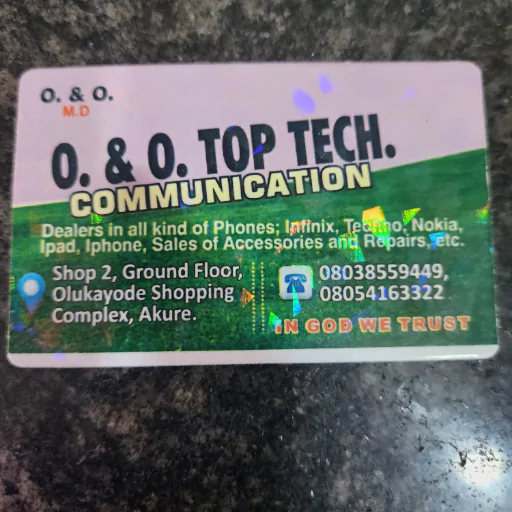 O. & O.
M.D
O. & O. TOP TECH.
COMMUNICATION
Dealers in all kind of Phones; Infinix, Techno, Nokia,
Ipad, Iphone, Sales of Accessories and Repairs, etc.
Shop 2, Ground Floor,
Olukayode Shopping
Complex, Akure.
08038559449,
08054163322
IN GOD WE TRUST